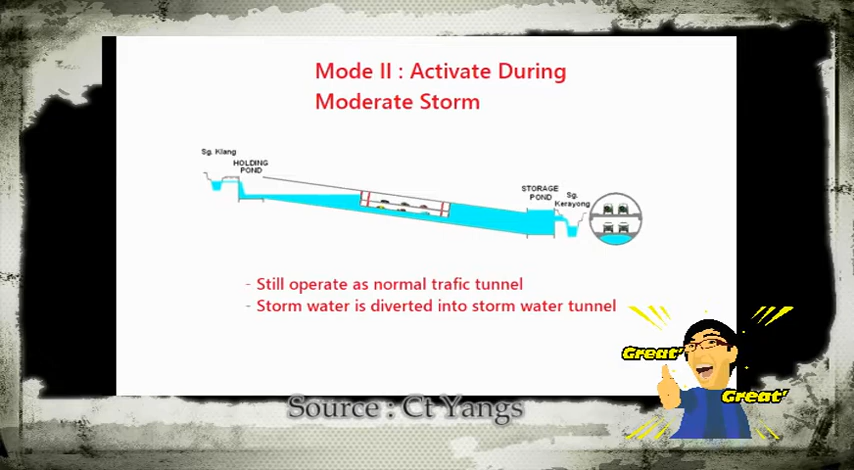 Mode II : Activate During
Moderate Storm
Sg. Klang
HOLDING
POND
STORAGE
POND
Sg.
Kerayong
- Still operate as normal trafic tunnel
- Storm water is diverted into storm water tunnel
Great'
Great'
Source : Ct Yangs